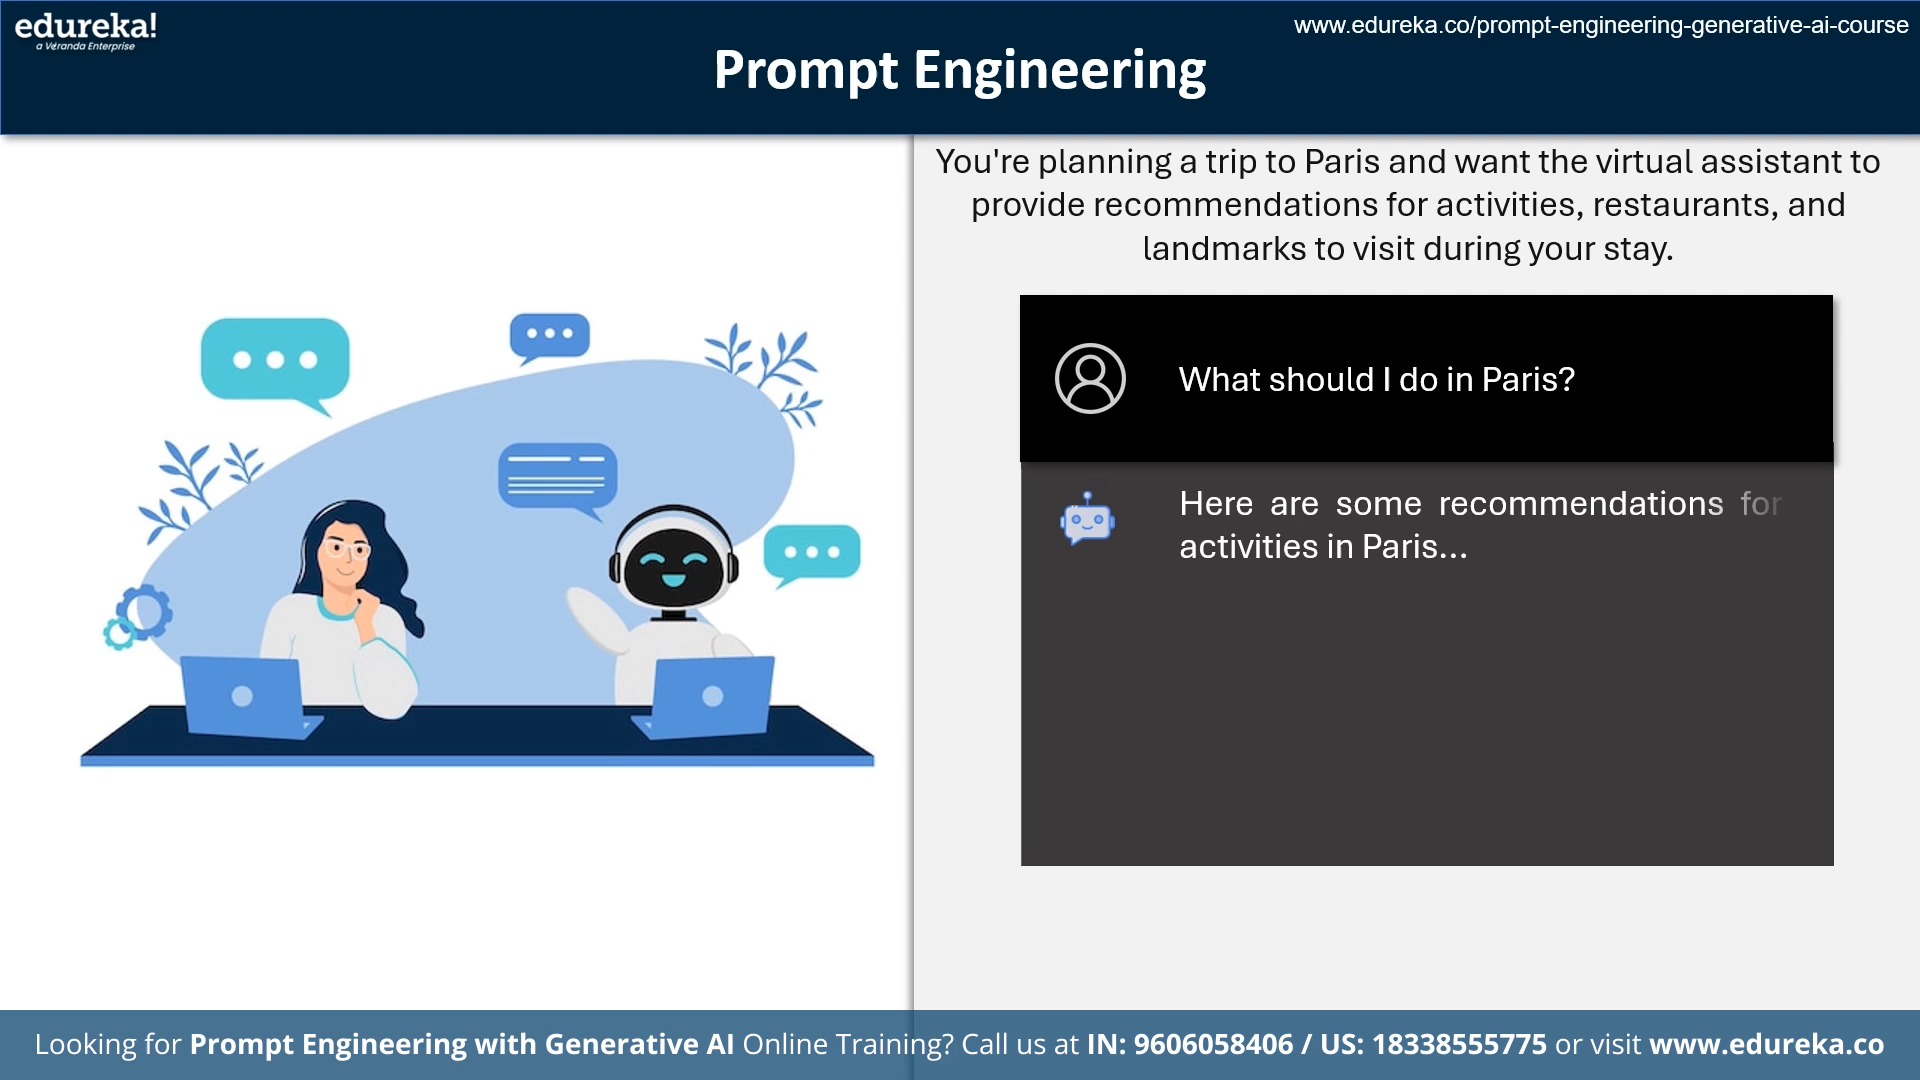 edureka!
a Veranda Enterprise
www.edureka.co/prompt-engineering-generative-ai-course
Prompt Engineering
You're planning a trip to Paris and want the virtual assistant to
provide recommendations for activities, restaurants, and
landmarks to visit during your stay.
What should I do in Paris?
Here are some recommendations for
activities in Paris...
Looking for Prompt Engineering with Generative AI Online Training? Call us at IN: 9606058406 / US: 18338555775 or visit www.edureka.co